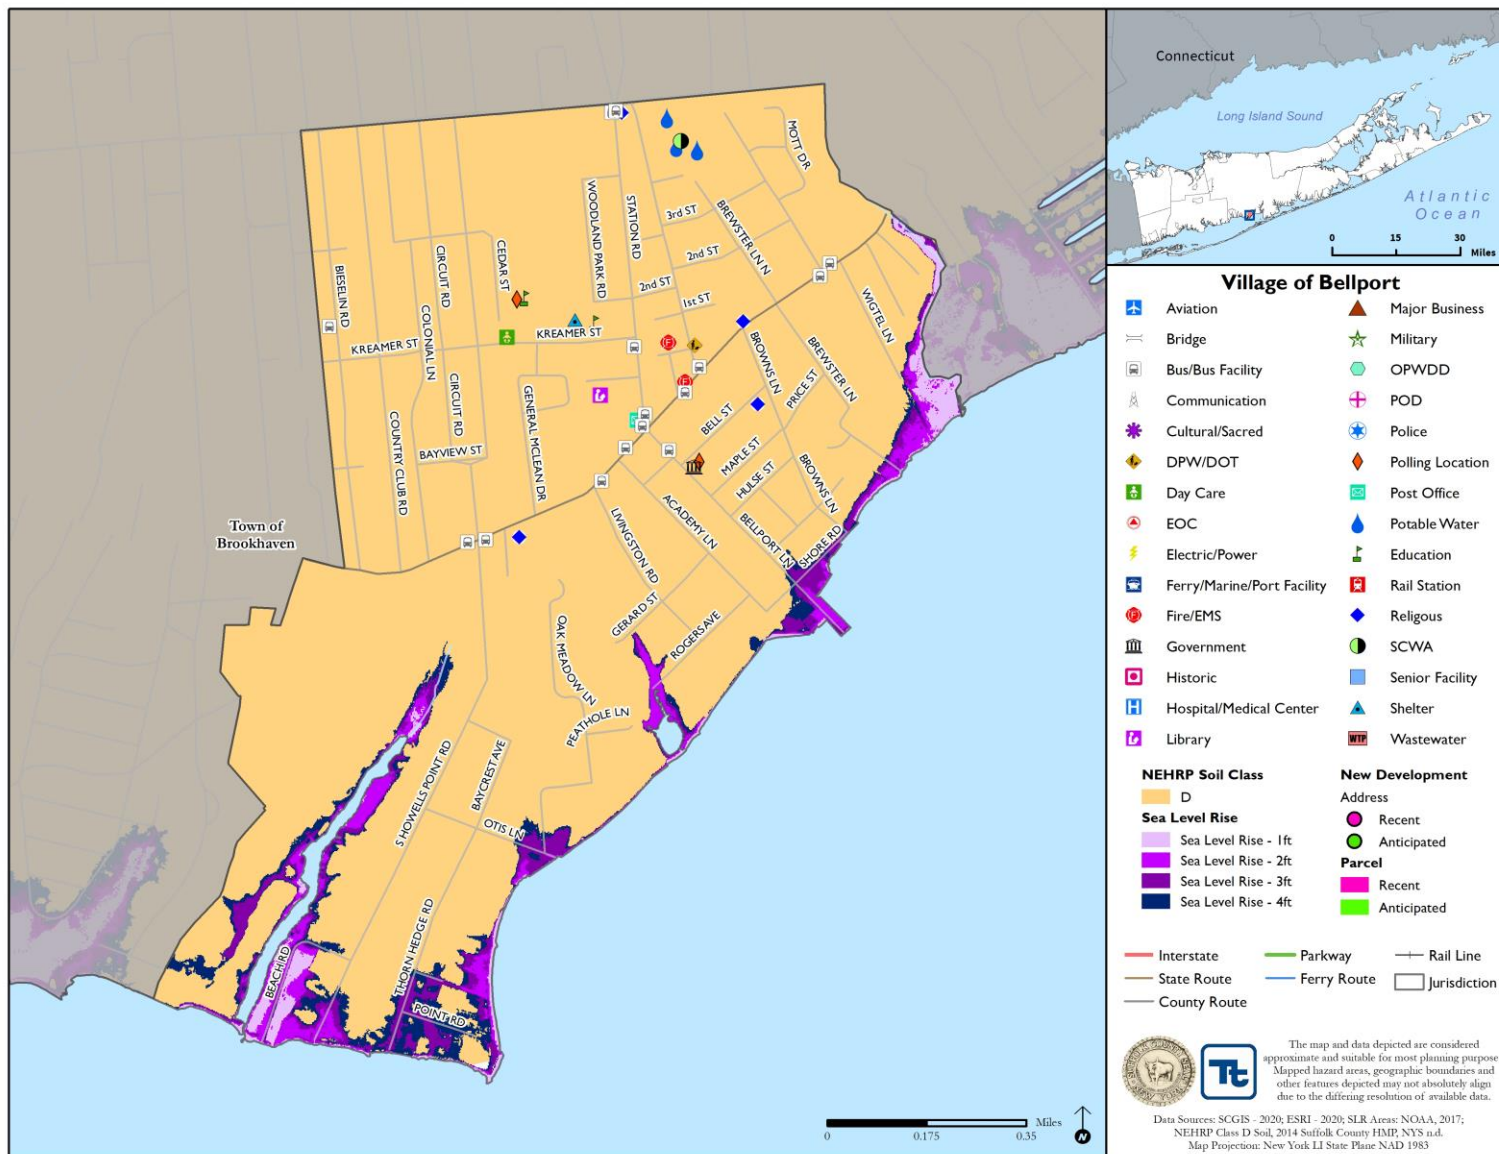 MOTT DR
WOODLAND PARK RD
STATION RD
3rd ST
BREWSTER LN N
2nd ST
2nd ST
1st ST
CEDAR ST
CIRCUIT RD
BIESELIN RD
COLONIAL LN
KREAMER ST
KREAMER ST
WIGTEL LN
BROWNS LN
BREWSTER LN
PRICE ST
BELL ST
CIRCUIT RD
GENERAL MCLEAN DR
COUNTRY CLUB RD
BAYVIEW ST
MAPLE ST
HULSE ST
BROWNS LN
ACADEMY LN
BELLPORT LN
SHORE RD
LIVINGSTON RD
Town of
Brookhaven
GERARD ST
ROGERS AVE
OAK MEADOW LN
PEATHOLE LN
S HOWELLS POINT RD
BAYCREST AVE
OTIS LN
THORN HEDGE RD
BEACH RD
POINT RD
0
0.175
0.35
Miles
N
Connecticut
Long Island Sound
Atlantic
Ocean
0
15
30
Miles
Village of Bellport
Aviation
Bridge
Bus/Bus Facility
Communication
Cultural/Sacred
DPW/DOT
Day Care
EOC
Electric/Power
Ferry/Marine/Port Facility
Fire/EMS
Government
Historic
Hospital/Medical Center
Library
Major Business
Military
OPWDD
POD
Police
Polling Location
Post Office
Potable Water
Education
Rail Station
Religous
SCWA
Senior Facility
Shelter
WTP Wastewater
NEHRP Soil Class
D
Sea Level Rise
Sea Level Rise - 1ft
Sea Level Rise - 2ft
Sea Level Rise - 3ft
Sea Level Rise - 4ft
New Development
Address
Recent
Anticipated
Parcel
Recent
Anticipated
Interstate
State Route
County Route
Parkway
Ferry Route
Rail Line
Jurisdiction
Tt
The map and data depicted are considered
approximate and suitable for most planning purpose
Mapped hazard areas, geographic boundaries and
other features depicted may not absolutely align
due to the differing resolution of available data.
Data Sources: SCGIS - 2020; ESRI - 2020; SLR Areas: NOAA, 2017;
NEHRP Class D Soil, 2014 Suffolk County HMP, NYS n.d.
Map Projection: New York LI State Plane NAD 1983